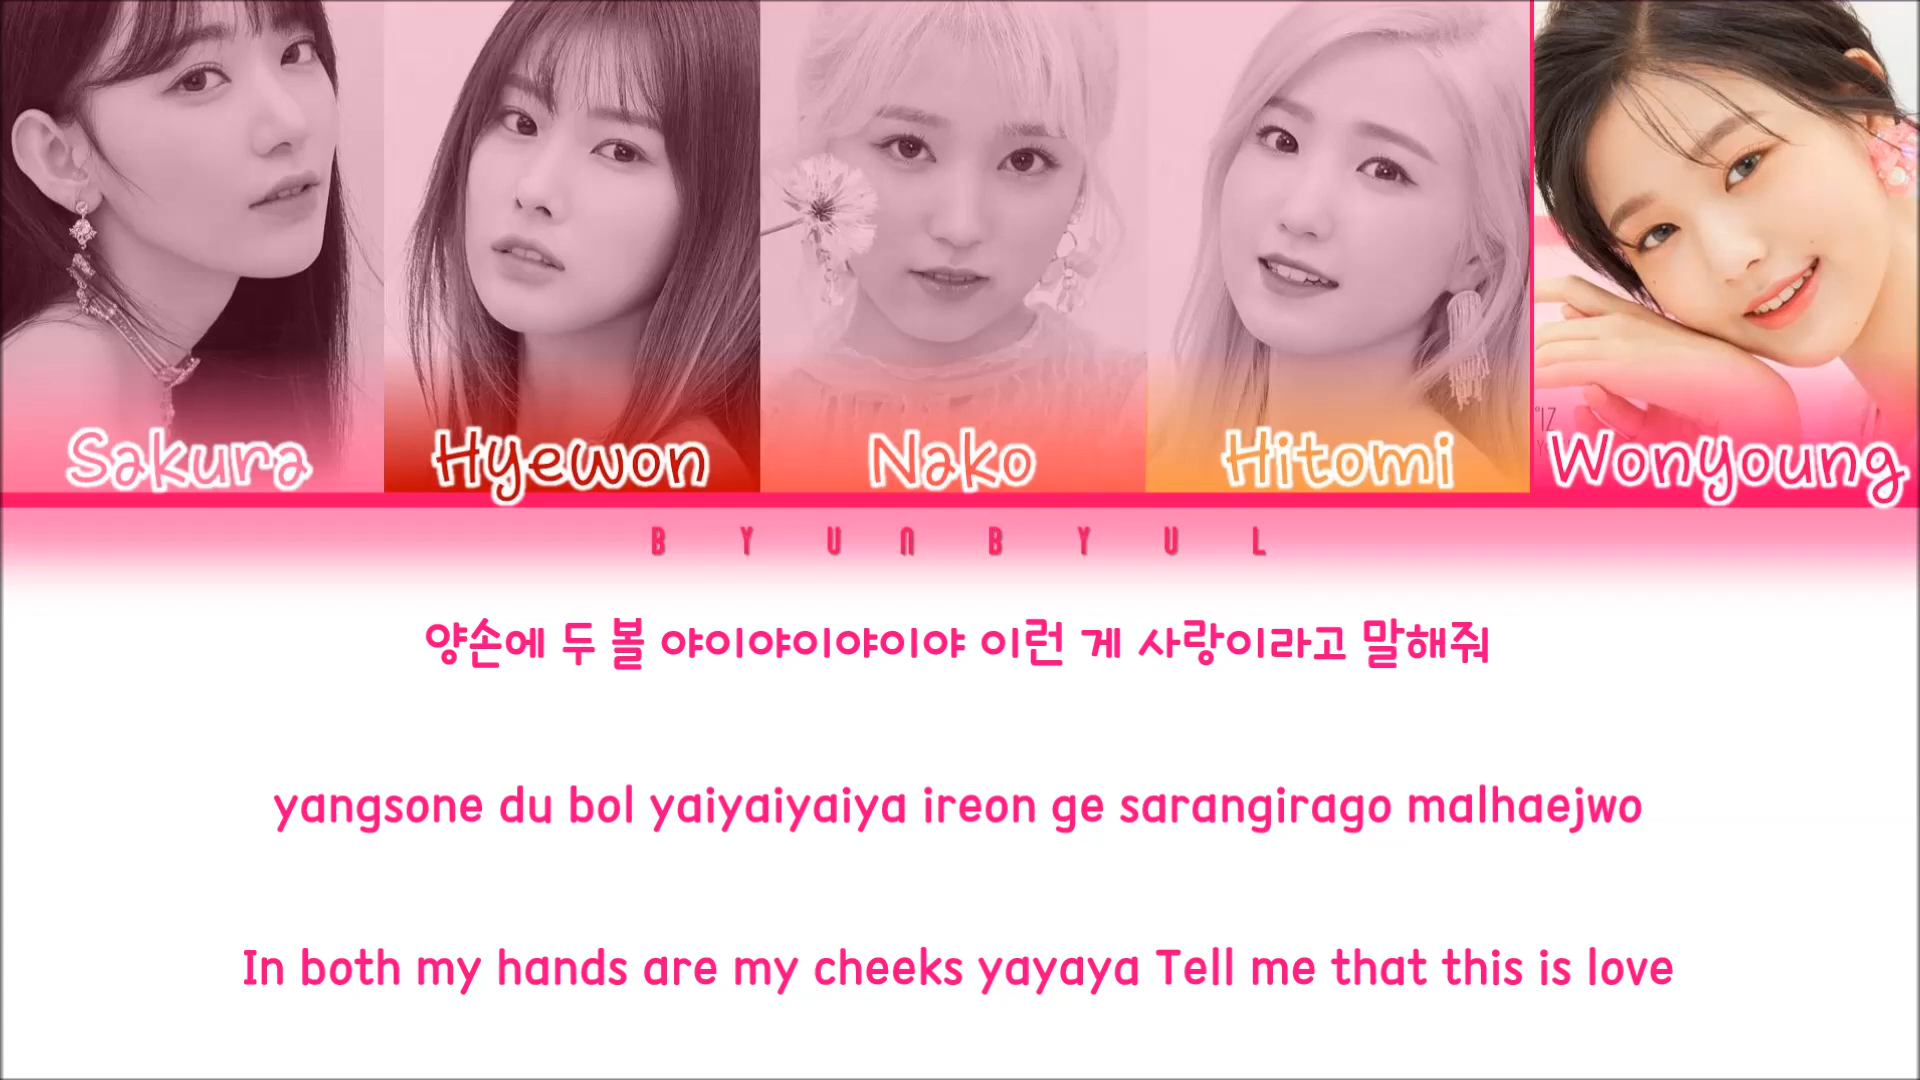 Sakura Hyewon Nako Hitomi Wonyoung
BYUNBYUL
양손에 두 볼 야이야이야이야 이런 게 사랑이라고 말해줘
yangsone du bol yaiyaiyaiya ireon ge sarangirago malhaejwo
In both my hands are my cheeks yayaya Tell me that this is love